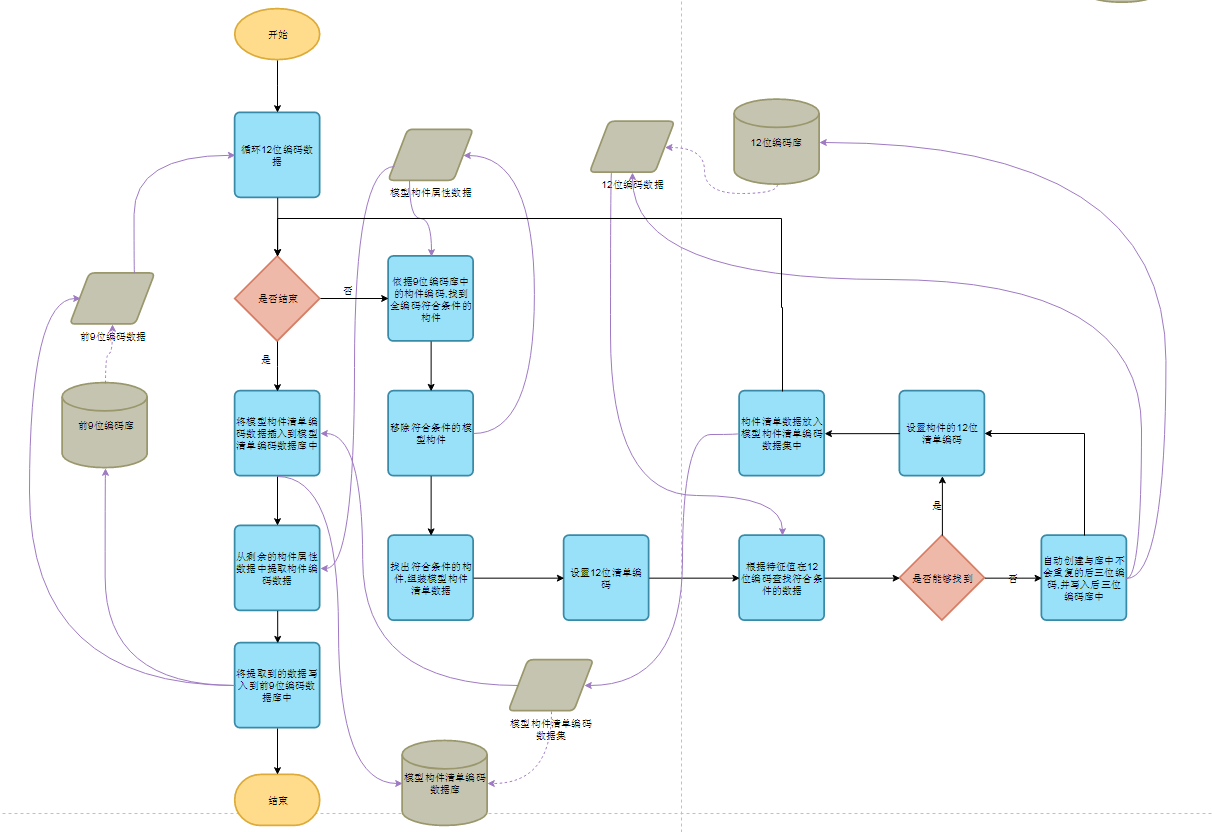 开始
循环12位编码数
据
模型构件属性数据
12位编码数据
12位编码库
是否结束
否
依据9位编码库中
的构件编码,找到
全编码符合条件的
构件
前9位编码数据
是
前9位编码库
将模型构件清单编
码数据插入到模型
清单编码数据库中
移除符合条件的模
型构件
构件清单数据放入
模型构件清单编码
数据集中
设置构件的12位
清单编码
是
从剩余的构件属性
数据中提取构件编
码数据
找出符合条件的构
件,组装模型构件
清单数据
设置12位清单编
码
根据特征值在12
位编码查找符合条
件的数据
是否能够找到
否
自动创建与库中不
会重复的后三位编
码,并写入后三位
编码库中
将提取到的数据写
入到前9位编码数
据库中
模型构件清单编码
数据集
模型构件清单编码
数据库
结束